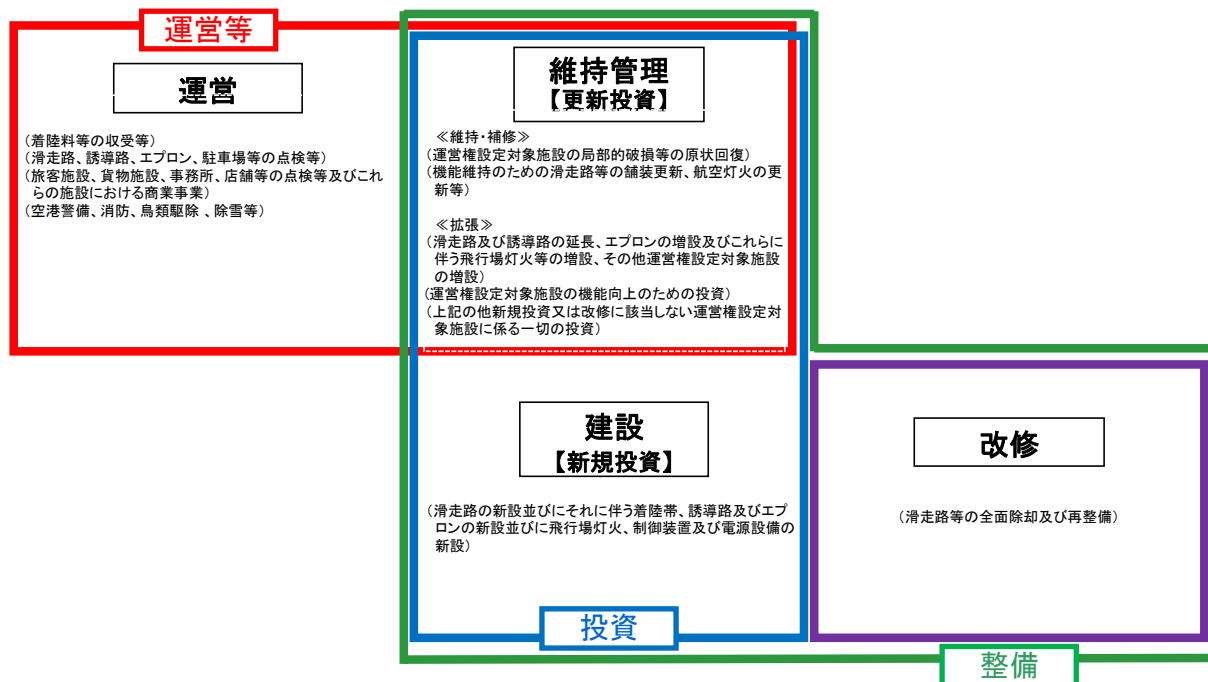 運営等
運営
(着陸料等の収受等)
(滑走路、誘導路、エプロン、駐車場等の点検等)
(旅客施設、貨物施設、事務所、店舗等の点検等及びこれ
らの施設における商業事業)
(空港警備、消防、鳥類駆除、除雪等)
維持管理
【更新投資】
≪維持・補修≫
(運営権設定対象施設の局部的破損等の原状回復)
(機能維持のための滑走路等の舗装更新、航空灯火の更
新等)
≪拡張≫
(滑走路及び誘導路の延長、エプロンの増設及びこれらに
伴う飛行場灯火等の増設、その他運営権設定対象施設
の増設)
(運営権設定対象施設の機能向上のための投資)
(上記の他新規投資又は改修に該当しない運営権設定対
象施設に係る一切の投資)
建設
【新規投資】
(滑走路の新設並びにそれに伴う着陸帯、誘導路及びエプ
ロンの新設並びに飛行場灯火、制御装置及び電源設備の
新設)
投資
改修
(滑走路等の全面除却及び再整備)
整備